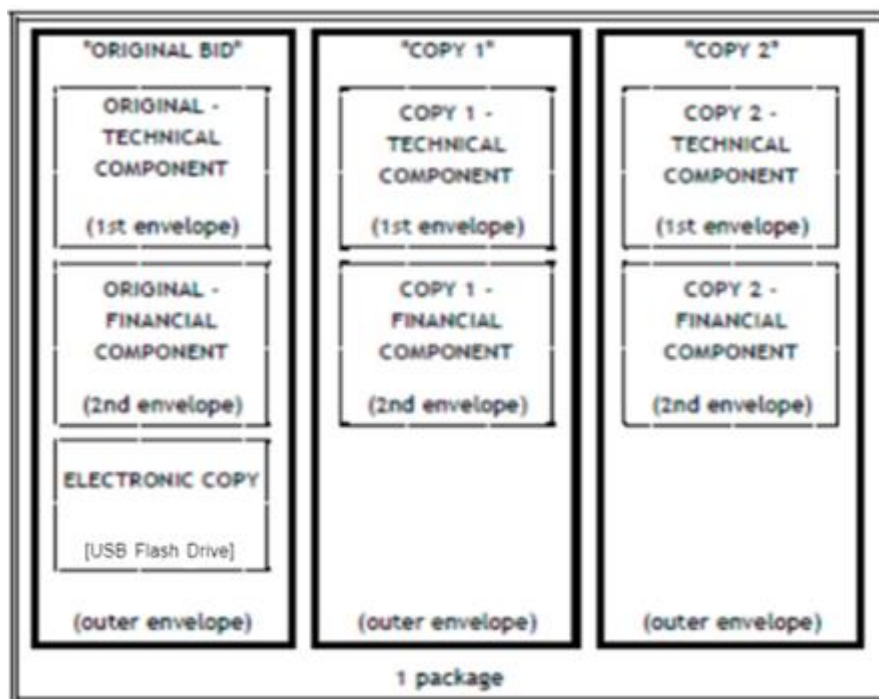 "ORIGINAL BID"
ORIGINAL -
TECHNICAL
COMPONENT
(1st envelope)
ORIGINAL -
FINANCIAL
COMPONENT
(2nd envelope)
ELECTRONIC COPY
[USB Flash Drive]
(outer envelope)
"COPY 1"
COPY 1 -
TECHNICAL
COMPONENT
(1st envelope)
COPY 1 -
FINANCIAL
COMPONENT
(2nd envelope)
(outer envelope)
"COPY 2"
COPY 2 -
TECHNICAL
COMPONENT
(1st envelope)
COPY 2 -
FINANCIAL
COMPONENT
(2nd envelope)
(outer envelope)
1 package